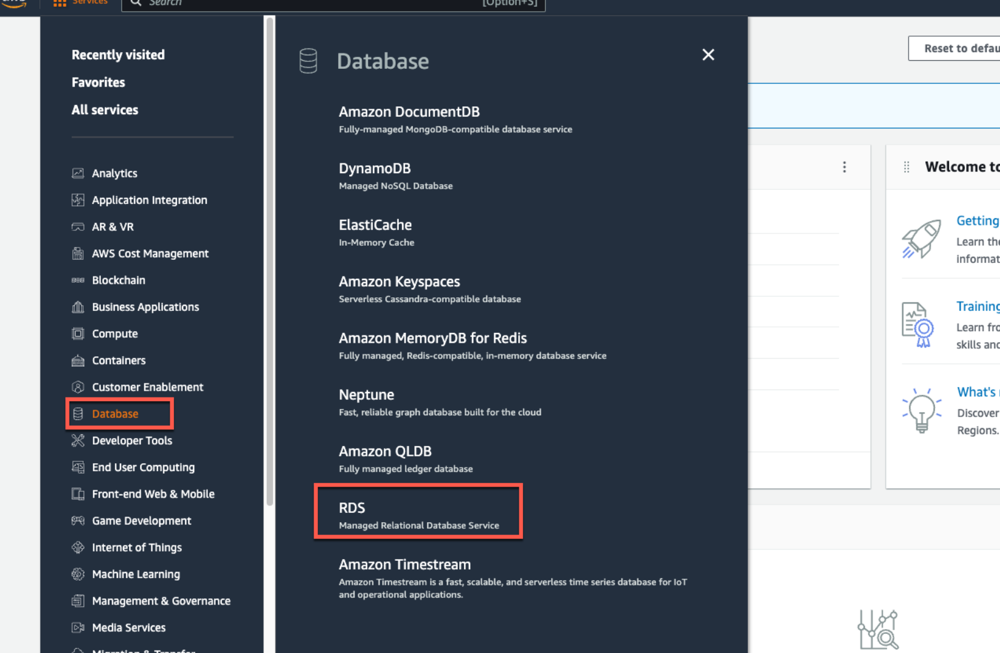 aws
Services
Search
[Option+S]
Recently visited
Favorites
All services
Analytics
Application Integration
AR & VR
AWS Cost Management
Blockchain
Business Applications
Compute
Containers
Customer Enablement
Database
Developer Tools
End User Computing
Front-end Web & Mobile
Game Development
Internet of Things
Machine Learning
Management & Governance
Media Services
Migration & Transfer
Database
Amazon DocumentDB
Fully-managed MongoDB-compatible database service
DynamoDB
Managed NoSQL Database
ElastiCache
In-Memory Cache
Amazon Keyspaces
Serverless Cassandra-compatible database
Amazon MemoryDB for Redis
Fully managed, Redis-compatible, in-memory database service
Neptune
Fast, reliable graph database built for the cloud
Amazon QLDB
Fully managed ledger database
RDS
Managed Relational Database Service
Amazon Timestream
Amazon Timestream is a fast, scalable, and serverless time series database for IoT
and operational applications.
Reset to defau
Welcome to
Getting
Learn the
informat
Training
Learn fro
skills and
What's
Discover
Regions.